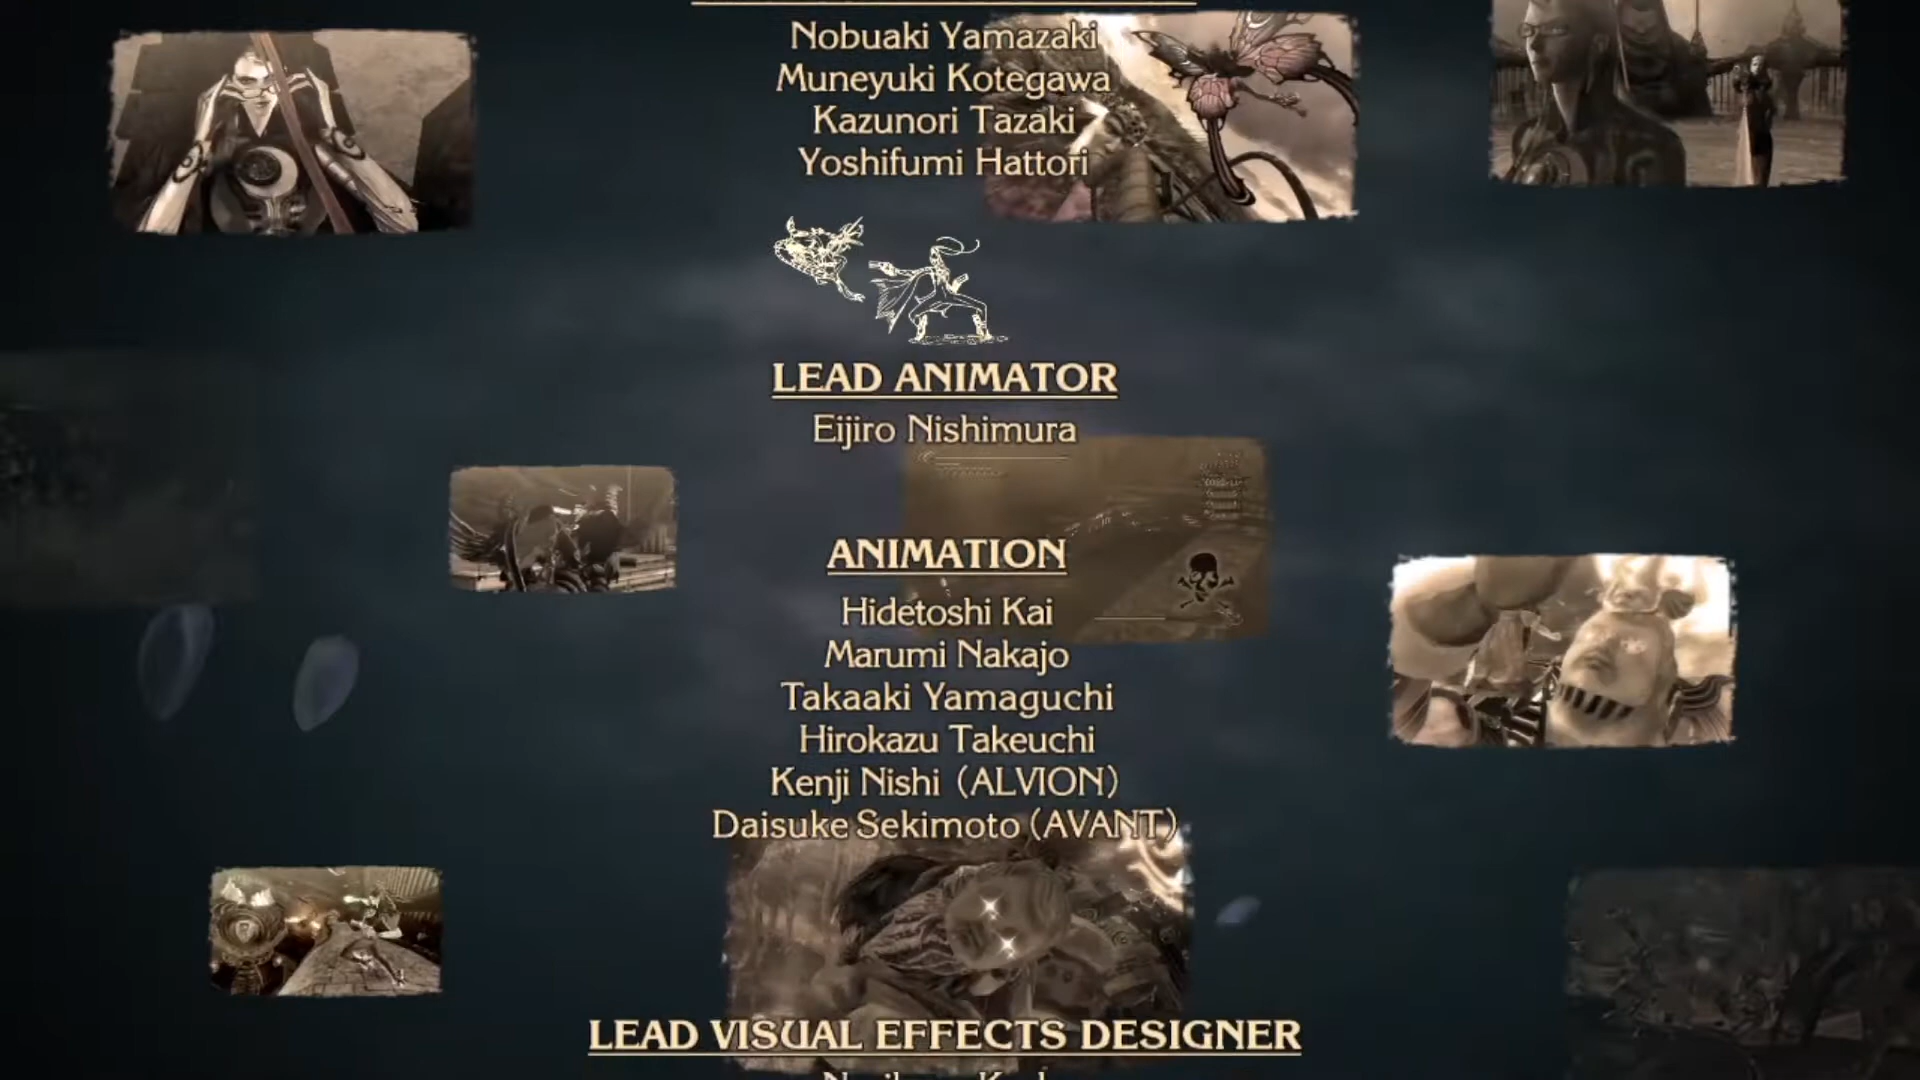 Nobuaki Yamazaki
Muneyuki Kotegawa
Kazunori Tazaki
Yoshifumi Hattori
LEAD ANIMATOR
Eijiro Nishimura
ANIMATION
Hidetoshi Kai
Marumi Nakajo
Takaaki Yamaguchi
Hirokazu Takeuchi
Kenji Nishi (ALVION)
Daisuke Sekimoto (AVANT)
LEAD VISUAL EFFECTS DESIGNER